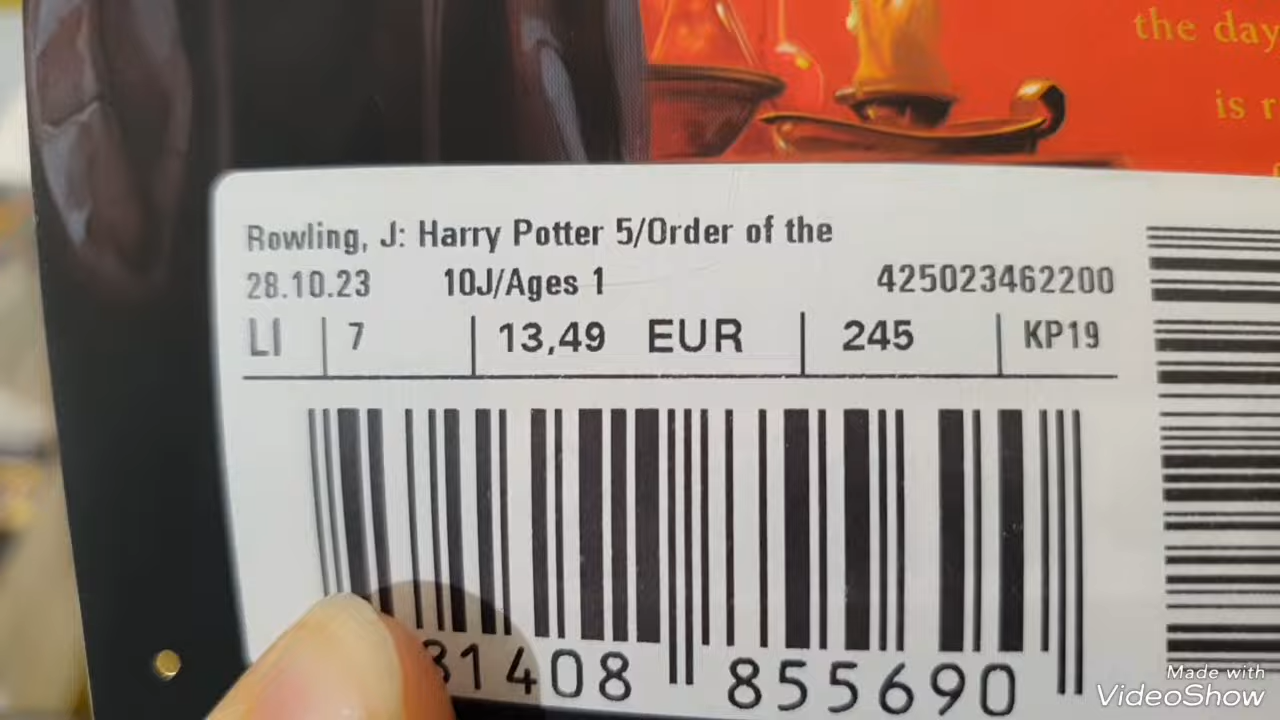 the day
is r
Rowling, J: Harry Potter 5/Order of the
28.10.23 10J/Ages 1 425023462200
LI 7 13,49 EUR 245 KP19
81408 855690
Made with
VideoShow